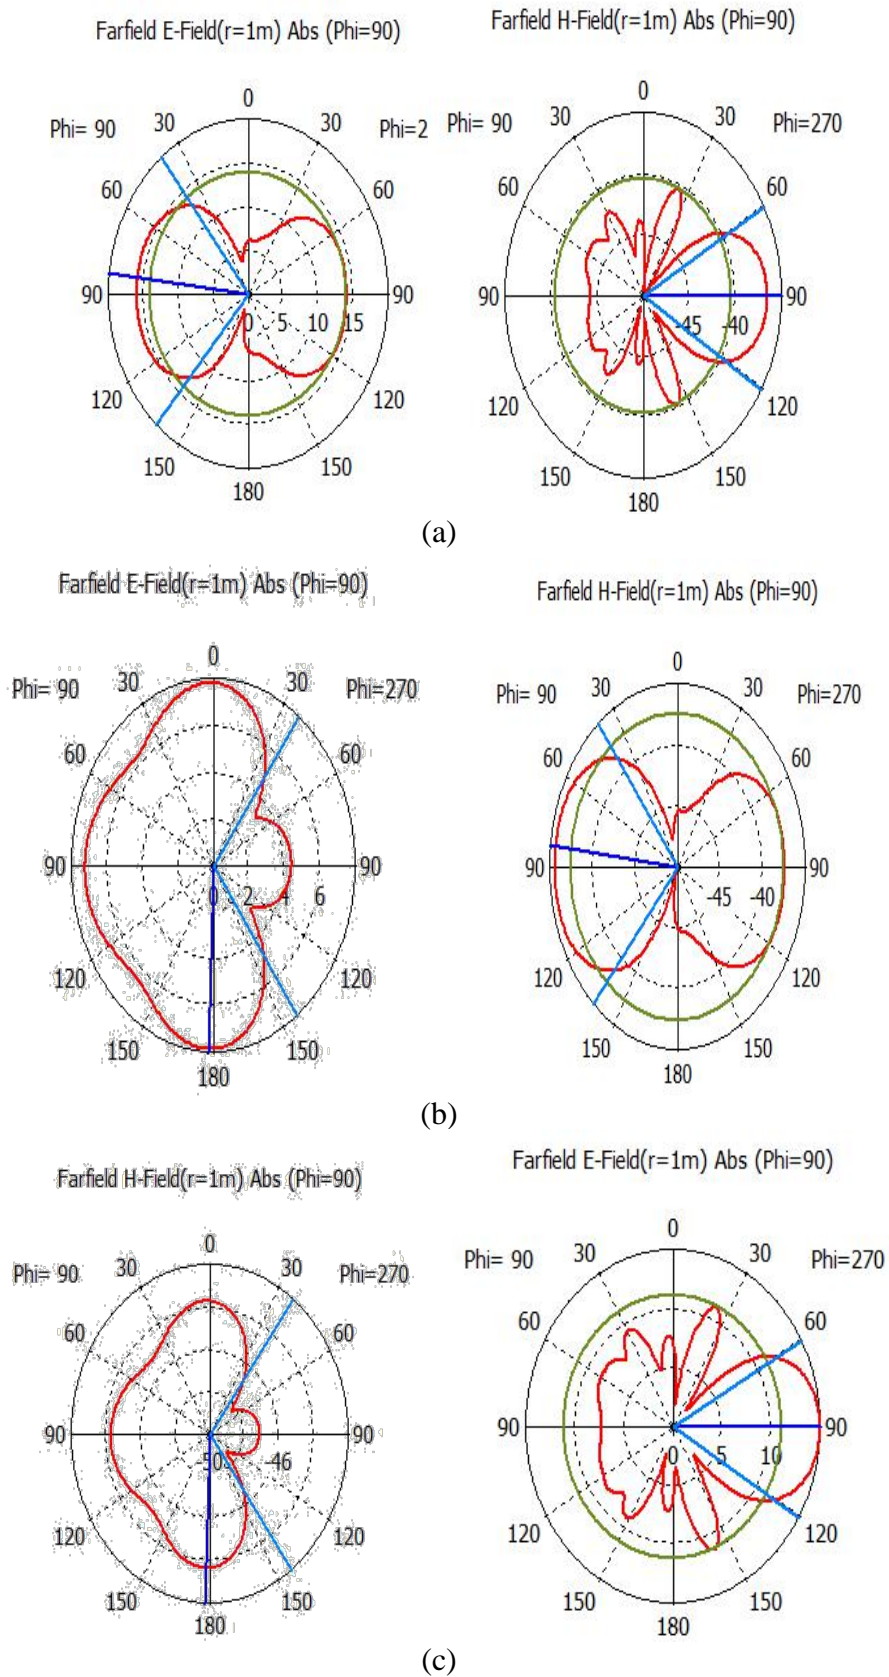 Farfield E-Field(r=1m) Abs (Phi=90)
Farfield H-Field(r=1m) Abs (Phi=90)
0
Phi= 90 30 30 Phi=2
60 60
90 0 5 10 15 90
120 120
150 150
180
0
Phi= 90 30 30 Phi=270
60 60
90 -45 -40 90
120 120
150 150
180
(a)
Farfield E-Field(r=1m) Abs (Phi=90)
Farfield H-Field(r=1m) Abs (Phi=90)
0
Phi= 90 30 30 Phi=270
60 60
90 90
0 2 4 6
120 120
150 150
180
0
Phi= 90 30 30 Phi=270
60 60
90 90
-45 -40
120 120
150 150
180
(b)
Farfield H-Field(r=1m) Abs (Phi=90)
Farfield E-Field(r=1m) Abs (Phi=90)
0
Phi= 90 30 30 Phi=270
60 60
90 90
-50 -46
120 120
150 150
180
0
Phi= 90 30 30 Phi=270
60 60
90 90
0 5 10
120 120
150 150
180
(c)